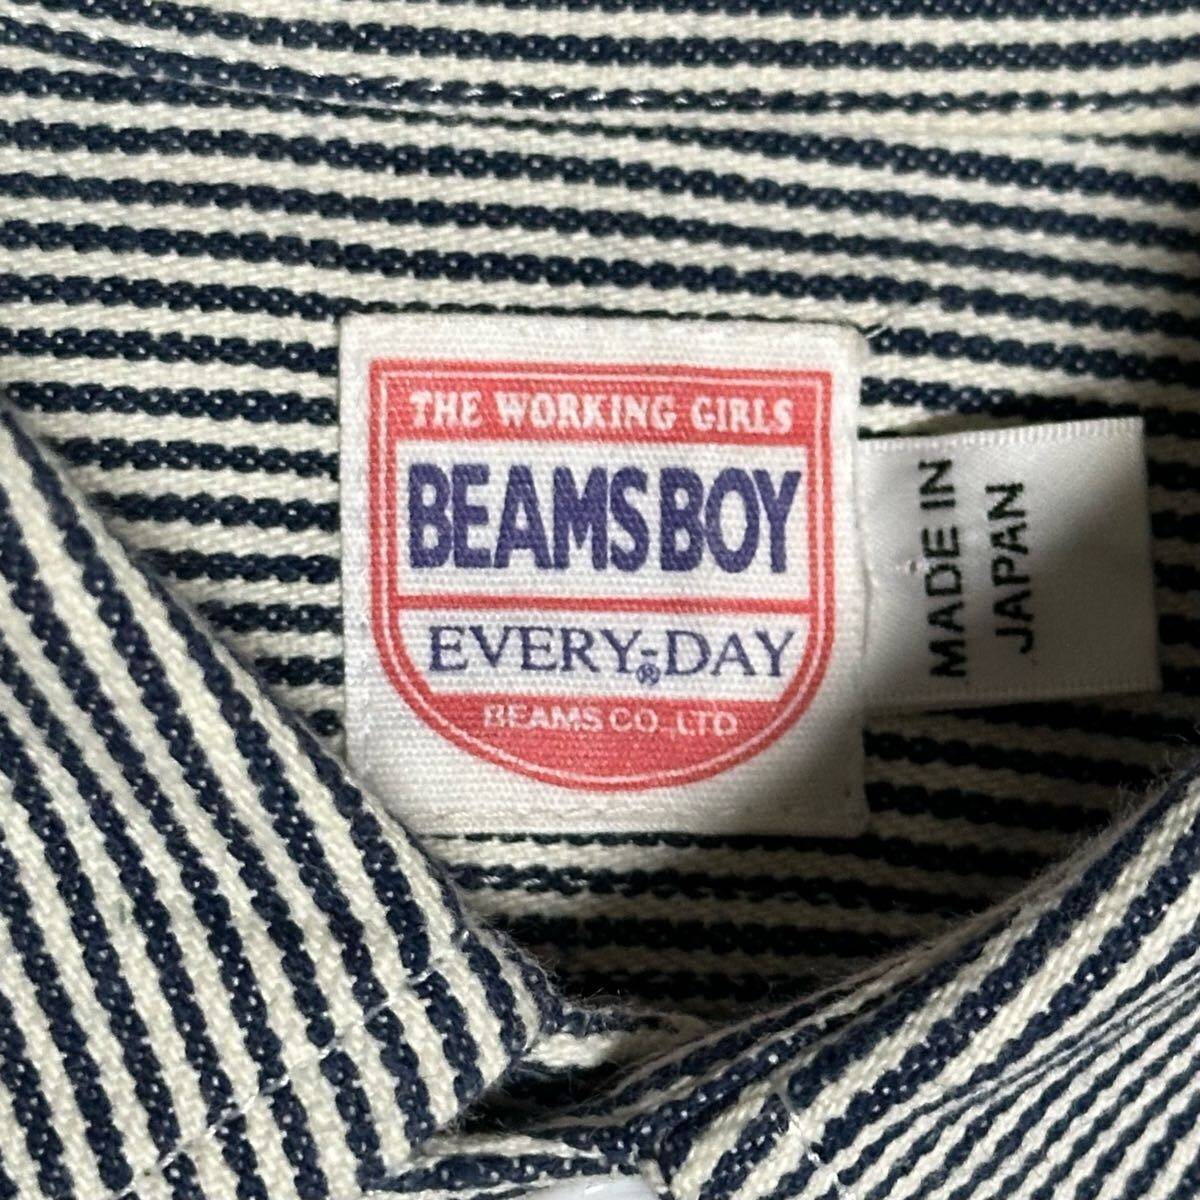 THE WORKING GIRLS
BEAMS BOY
EVERY-DAY
®
BEAMS CO.,LTD
MADE IN
JAPAN